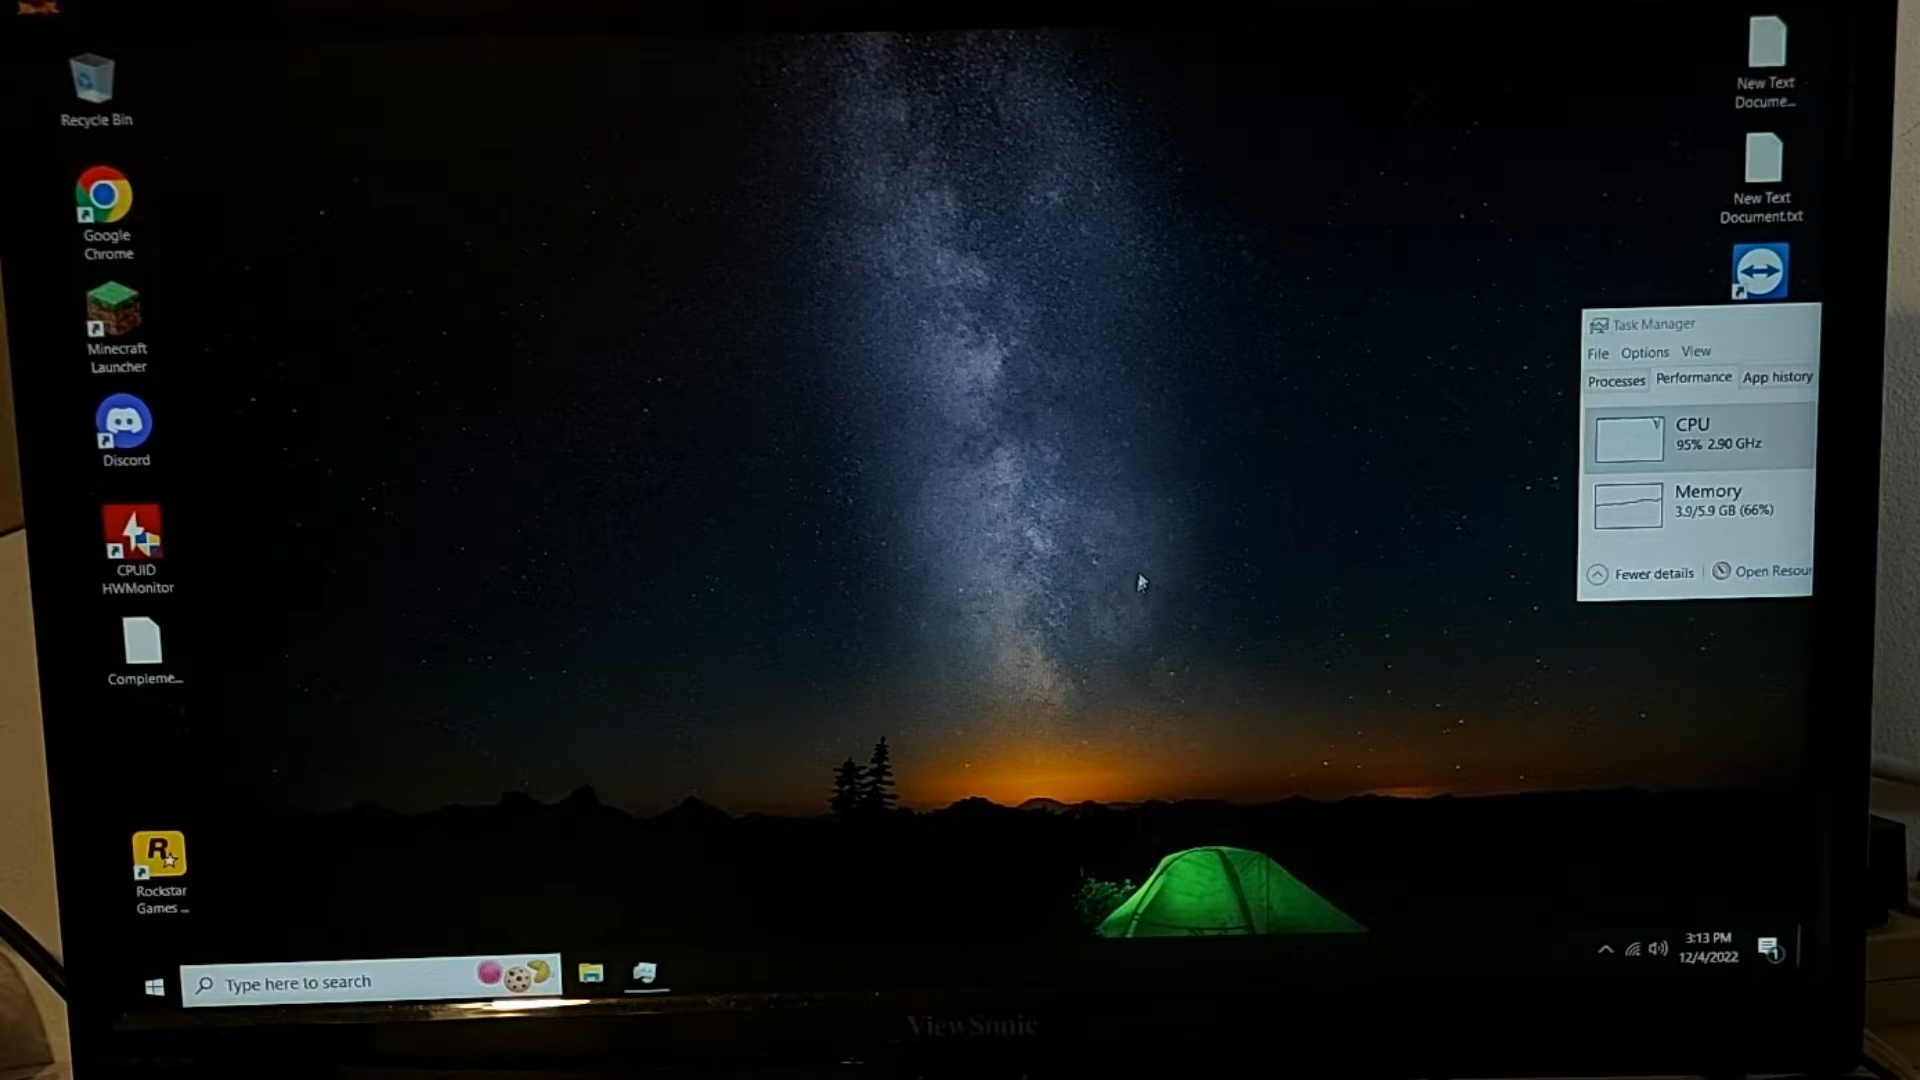 Recycle Bin
Google
Chrome
Minecraft
Launcher
Discord
CPUID
HWMonitor
Compleme...
R
Rockstar
Games ...
New Text
Docume...
New Text
Document.txt
Task Manager
File Options View
Processes Performance App history
CPU
95% 2.90 GHz
Memory
3.9/5.9 GB (66%)
Fewer details Open Resour
Type here to search
3:13 PM
12/4/2022
1
ViewSonic